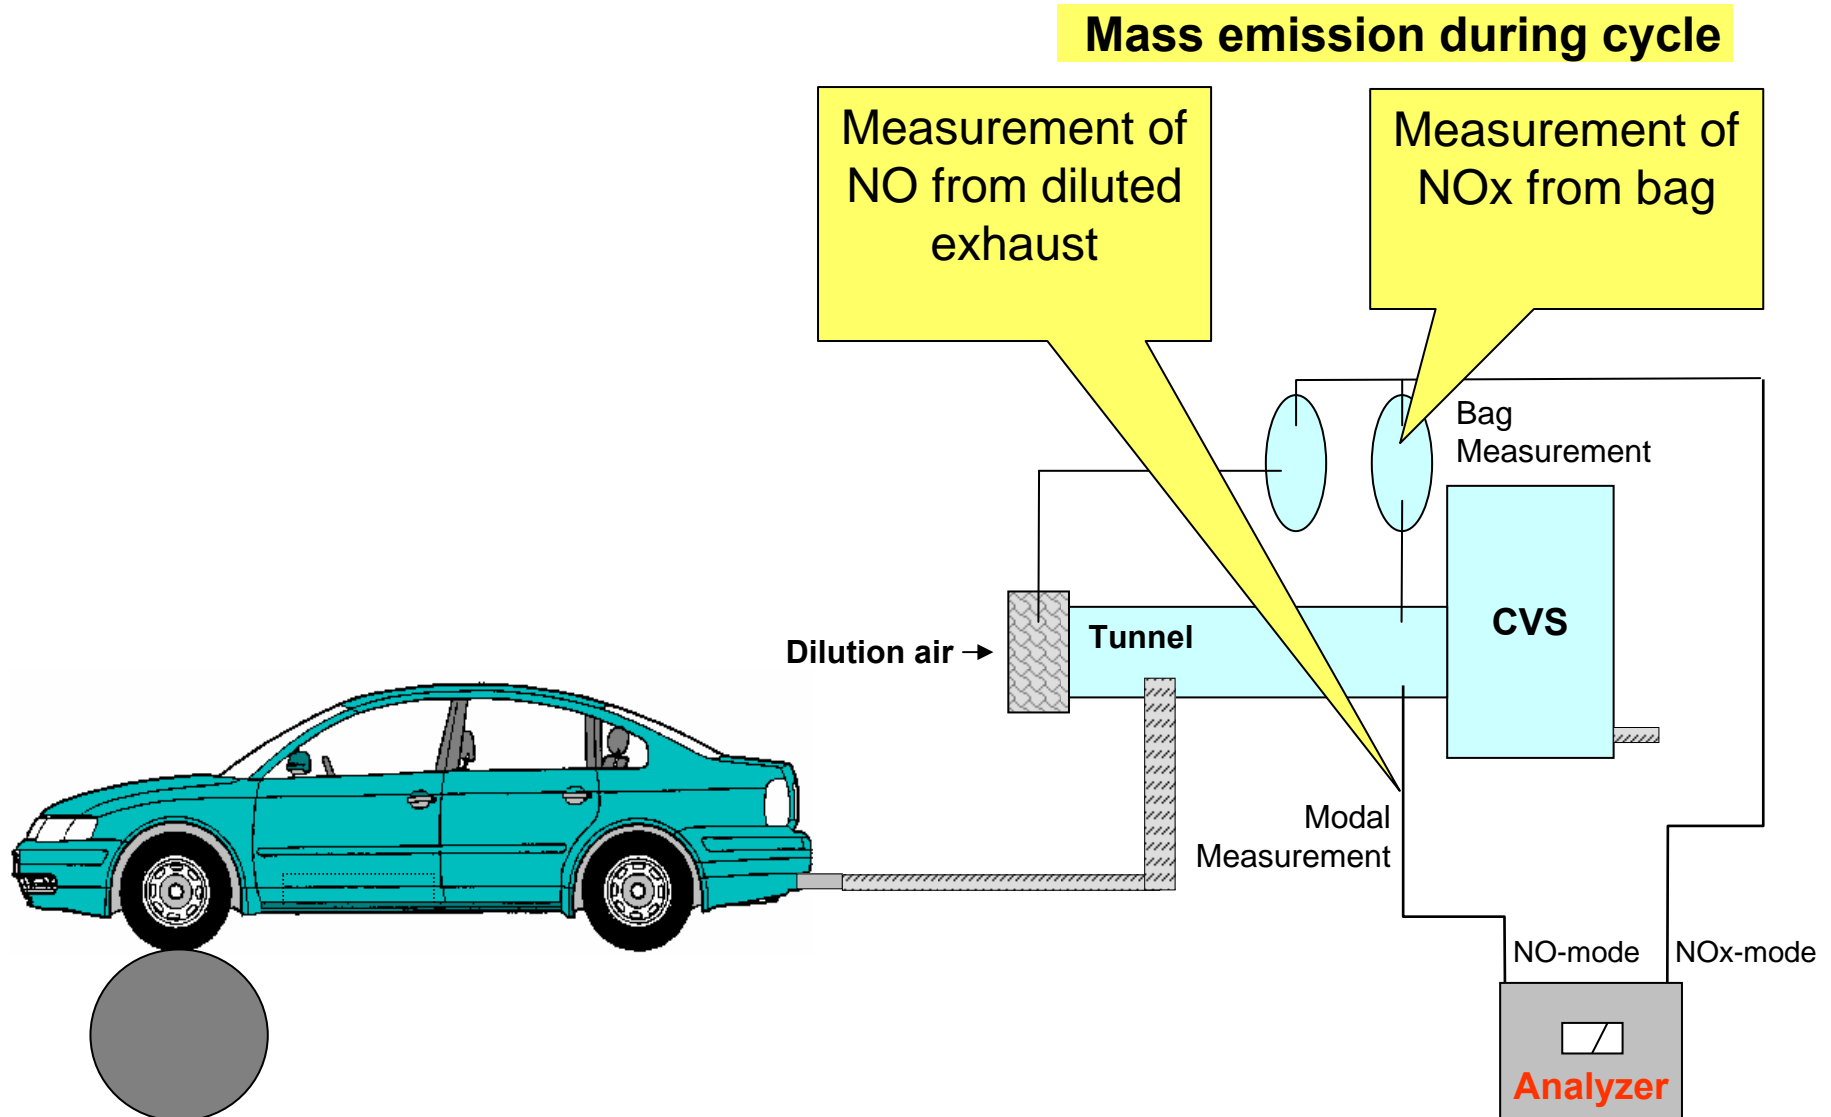 Mass emission during cycle
Measurement of
NO from diluted
exhaust
Measurement of
NOx from bag
Bag
Measurement
CVS
Tunnel
Dilution air
Modal
Measurement
NO-mode
NOx-mode
Analyzer